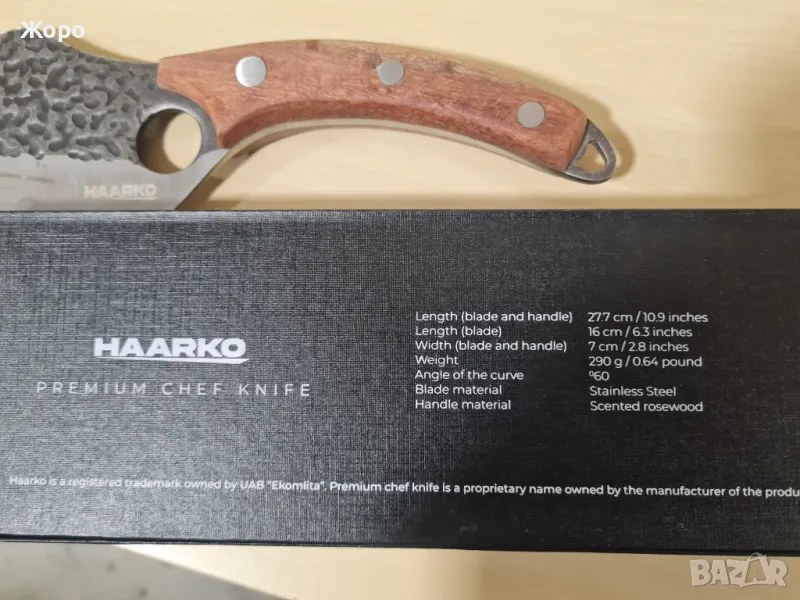 Жоро
HAARKO
HAARKO
PREMIUM CHEF KNIFE
Length (blade and handle) 27.7 cm / 10.9 inches
Length (blade) 16 cm / 6.3 inches
Width (blade and handle) 7 cm / 2.8 inches
Weight 290 g / 0.64 pound
Angle of the curve º60
Blade material Stainless Steel
Handle material Scented rosewood
Haarko is a registered trademark owned by UAB "Ekomlita". Premium chef knife is a proprietary name owned by the manufacturer of the produ
BAZAR